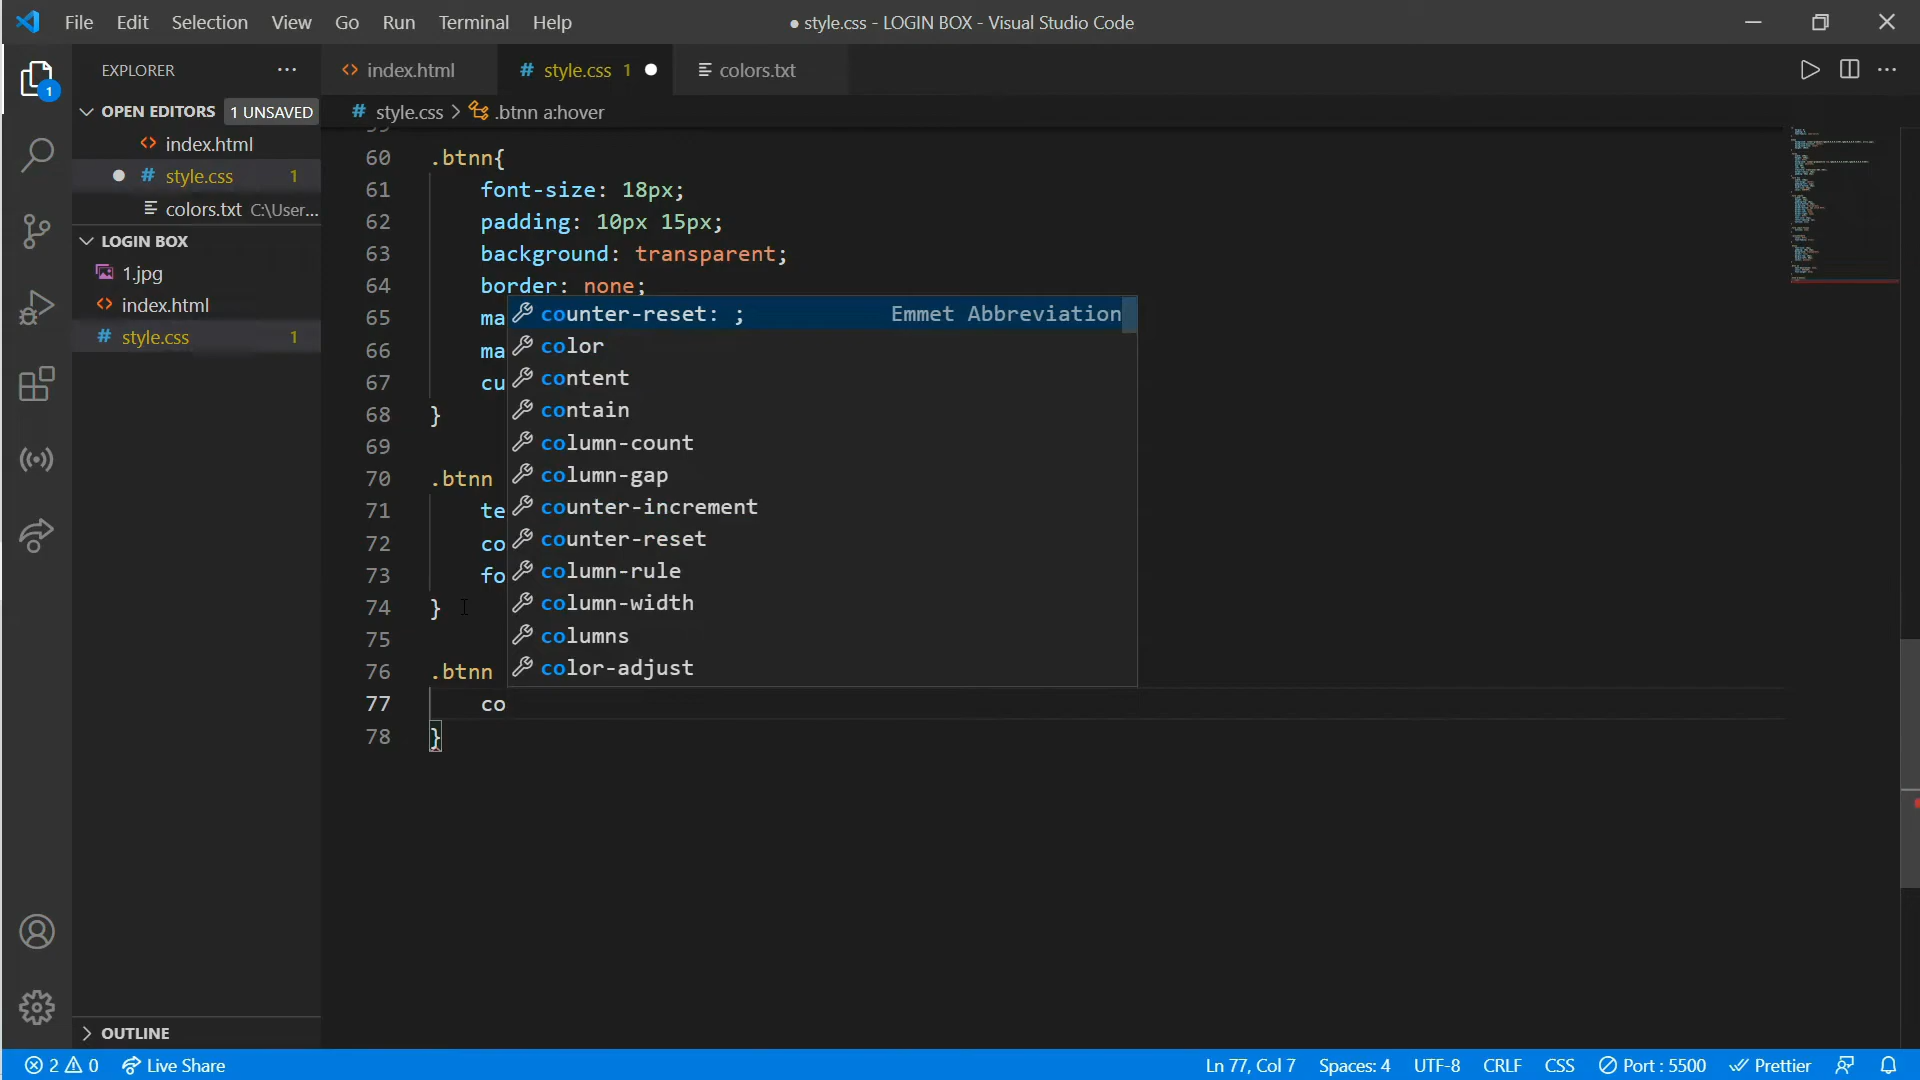 File Edit Selection View Go Run Terminal Help
● style.css - LOGIN BOX - Visual Studio Code
EXPLORER
index.html
style.css 1
colors.txt
OPEN EDITORS 1 UNSAVED
style.css > .btnn a:hover
index.html
style.css 1
colors.txt C:\User...
LOGIN BOX
1.jpg
index.html
style.css 1
60 .btnn{
61 font-size: 18px;
62 padding: 10px 15px;
63 background: transparent;
64 border: none;
65 ma
66 ma
67 cu
68 }
69
70 .btnn
71 te
72 co
73 fo
74 }
75
76 .btnn
77 co
78 }
counter-reset: ; Emmet Abbreviation
color
content
contain
column-count
column-gap
counter-increment
counter-reset
column-rule
column-width
columns
color-adjust
1
OUTLINE
2 0 Live Share
Ln 77, Col 7 Spaces: 4 UTF-8 CRLF CSS Port : 5500 Prettier